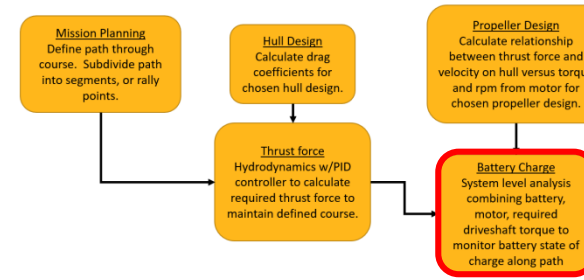 Mission Planning
Define path through
course. Subdivide path
into segments, or rally
points.
Hull Design
Calculate drag
coefficients for
chosen hull design.
Propeller Design
Calculate relationship
between thrust force and
velocity on hull versus
and rpm from motor for
chosen propeller design.
Thrust force
Hydrodynamics w/PID
controller to calculate
required thrust force to
maintain defined course.
Battery Charge
System level analysis
combining battery,
motor, required
driveshaft torque to
monitor battery state of
charge along path